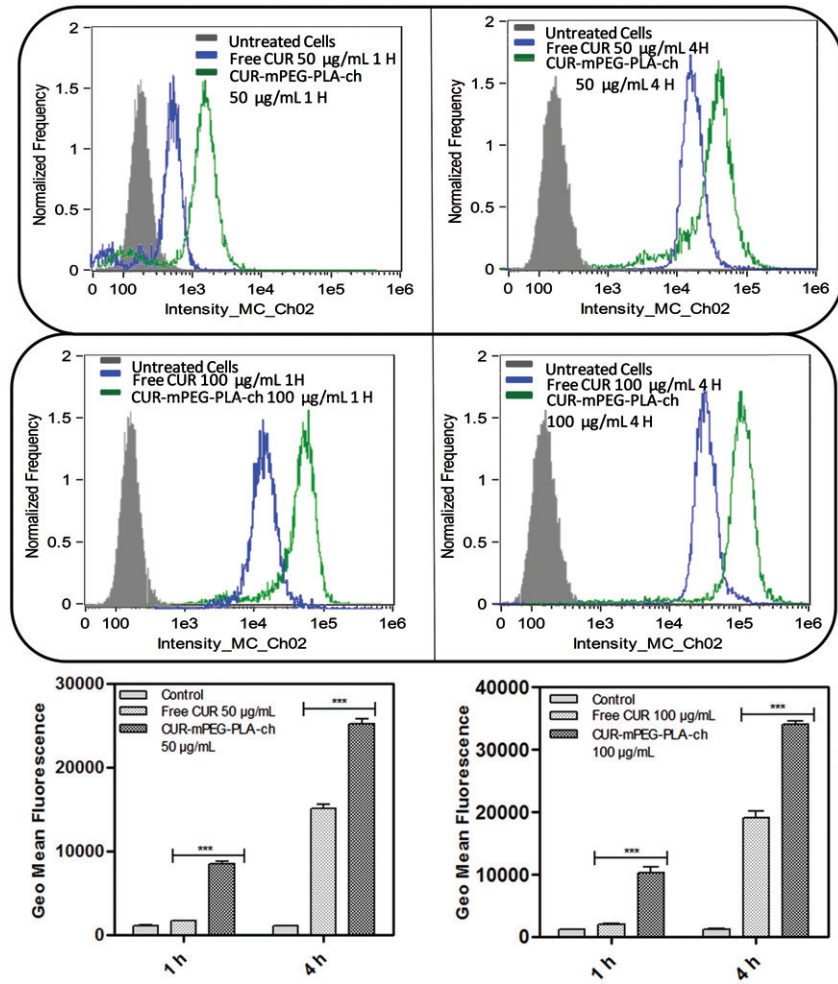 2
1.5
1
0.5
0
Normalized Frequency
Untreated Cells
Free CUR 50 µg/mL 1 H
CUR-mPEG-PLA-ch
50 µg/mL 1 H
0 100 1e3 1e4 1e5 1e6
Intensity_MC_Ch02
2
1.5
1
0.5
0
Normalized Frequency
Untreated Cells
Free CUR 50 µg/mL 4H
CUR-mPEG-PLA-ch
50 µg/mL 4 H
0 100 1e3 1e4 1e5 1e6
Intensity_MC_Ch02
2
1.5
1
0.5
0
Normalized Frequency
Untreated Cells
Free CUR 100 µg/mL 1H
CUR-mPEG-PLA-ch 100 µg/mL 1 H
0 100 1e3 1e4 1e5 1e6
Intensity_MC_Ch02
2
1.5
1
0.5
0
Normalized Frequency
Untreated Cells
Free CUR 100 µg/mL 4 H
CUR-mPEG-PLA-ch
100 µg/mL 4 H
0 100 1e3 1e4 1e5 1e6
Intensity_MC_Ch02
30000
20000
10000
0
Geo Mean Fluorescence
Control
Free CUR 50 µg/mL
CUR-mPEG-PLA-ch
50 µg/mL
***
***
1 h
4 h
40000
30000
20000
10000
0
Geo Mean Fluorescence
Control
Free CUR 100 µg/mL
CUR-mPEG-PLA-ch
100 µg/mL
***
***
1 h
4 h